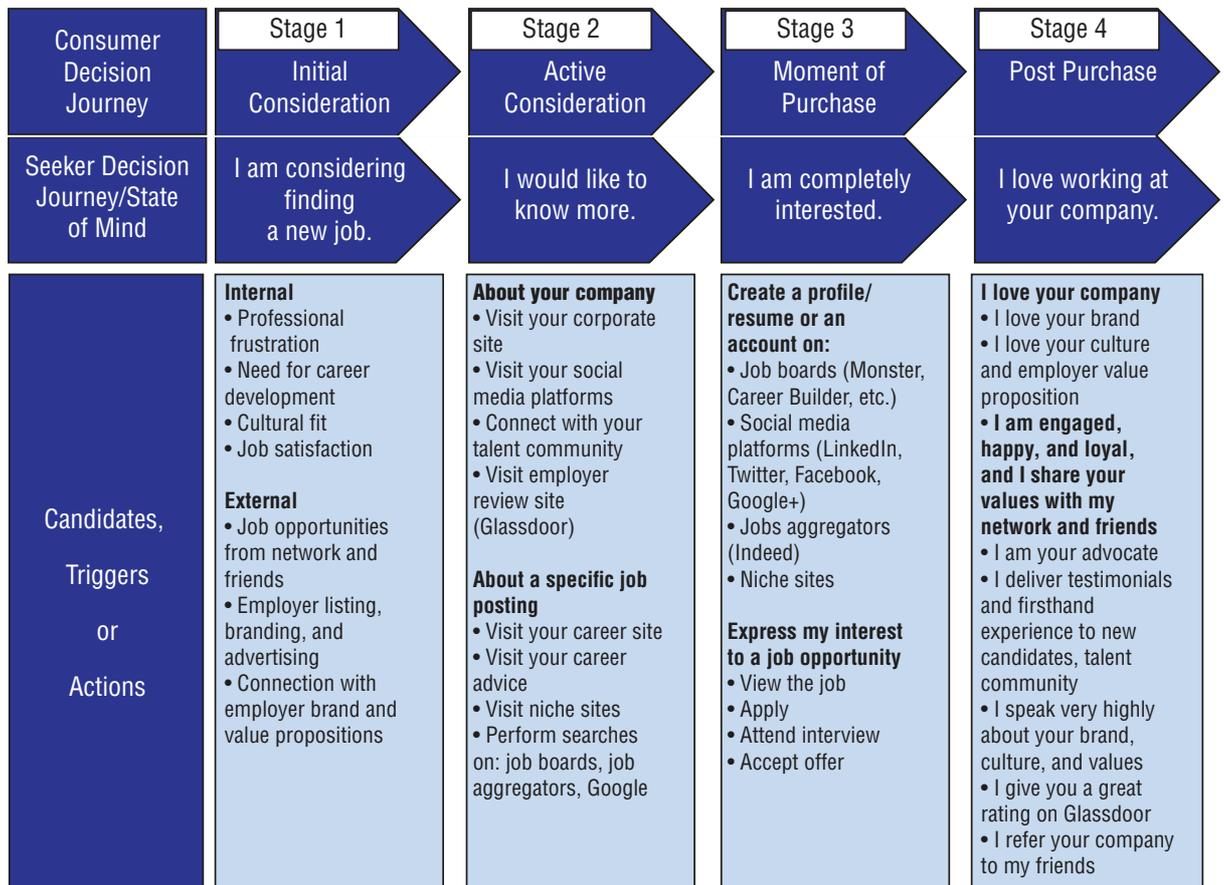 Consumer
Decision
Journey
Stage 1
Initial
Consideration
Stage 2
Active
Consideration
Stage 3
Moment of
Purchase
Stage 4
Post Purchase
Seeker Decision
Journey/State
of Mind
I am considering
finding
a new job.
I would like to
know more.
I am completely
interested.
I love working at
your company.
Candidates,
Triggers
or
Actions
Internal
• Professional
frustration
• Need for career
development
• Cultural fit
• Job satisfaction
External
• Job opportunities
from network and
friends
• Employer listing,
branding, and
advertising
• Connection with
employer brand and
value propositions
About your company
• Visit your corporate
site
• Visit your social
media platforms
• Connect with your
talent community
• Visit employer
review site
(Glassdoor)
About a specific job
posting
• Visit your career site
• Visit your career
advice
• Visit niche sites
• Perform searches
on: job boards, job
aggregators, Google
Create a profile/
resume or an
account on:
• Job boards (Monster,
Career Builder, etc.)
• Social media
platforms (LinkedIn,
Twitter, Facebook,
Google+)
• Jobs aggregators
(Indeed)
• Niche sites
Express my interest
to a job opportunity
• View the job
• Apply
• Attend interview
• Accept offer
I love your company
• I love your brand
• I love your culture
and employer value
proposition
• I am engaged,
happy, and loyal,
and I share your
values with my
network and friends
• I am your advocate
• I deliver testimonials
and firsthand
experience to new
candidates, talent
community
• I speak very highly
about your brand,
culture, and values
• I give you a great
rating on Glassdoor
• I refer your company
to my friends